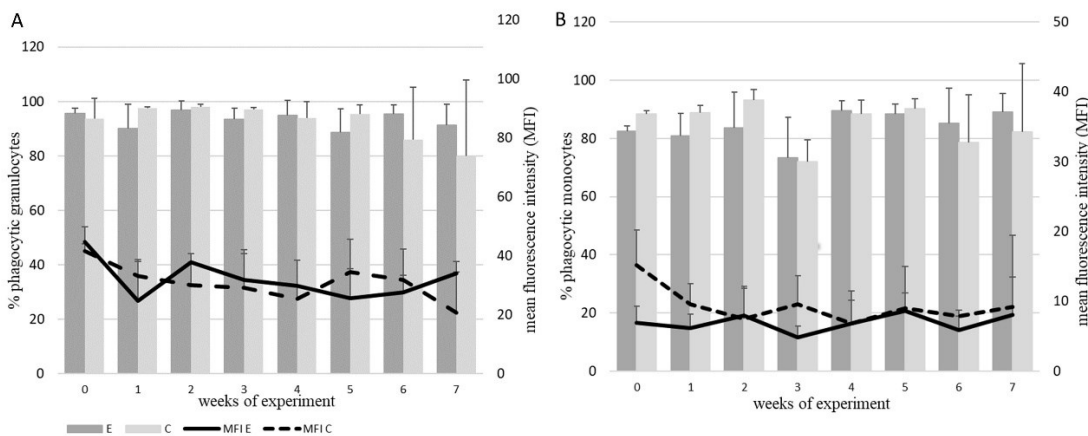 A
% phagocytic granulocytes
120
100
80
60
40
20
0
120
100
80
60
40
20
0
mean fluorescence intensity (MFI)
0 1 2 3 4 5 6 7
weeks of experiment
E C MFI E MFI C
B
% phagocytic monocytes
120
100
80
60
40
20
0
50
40
30
20
10
0
mean fluorescence intensity (MFI)
0 1 2 3 4 5 6 7
weeks of experiment